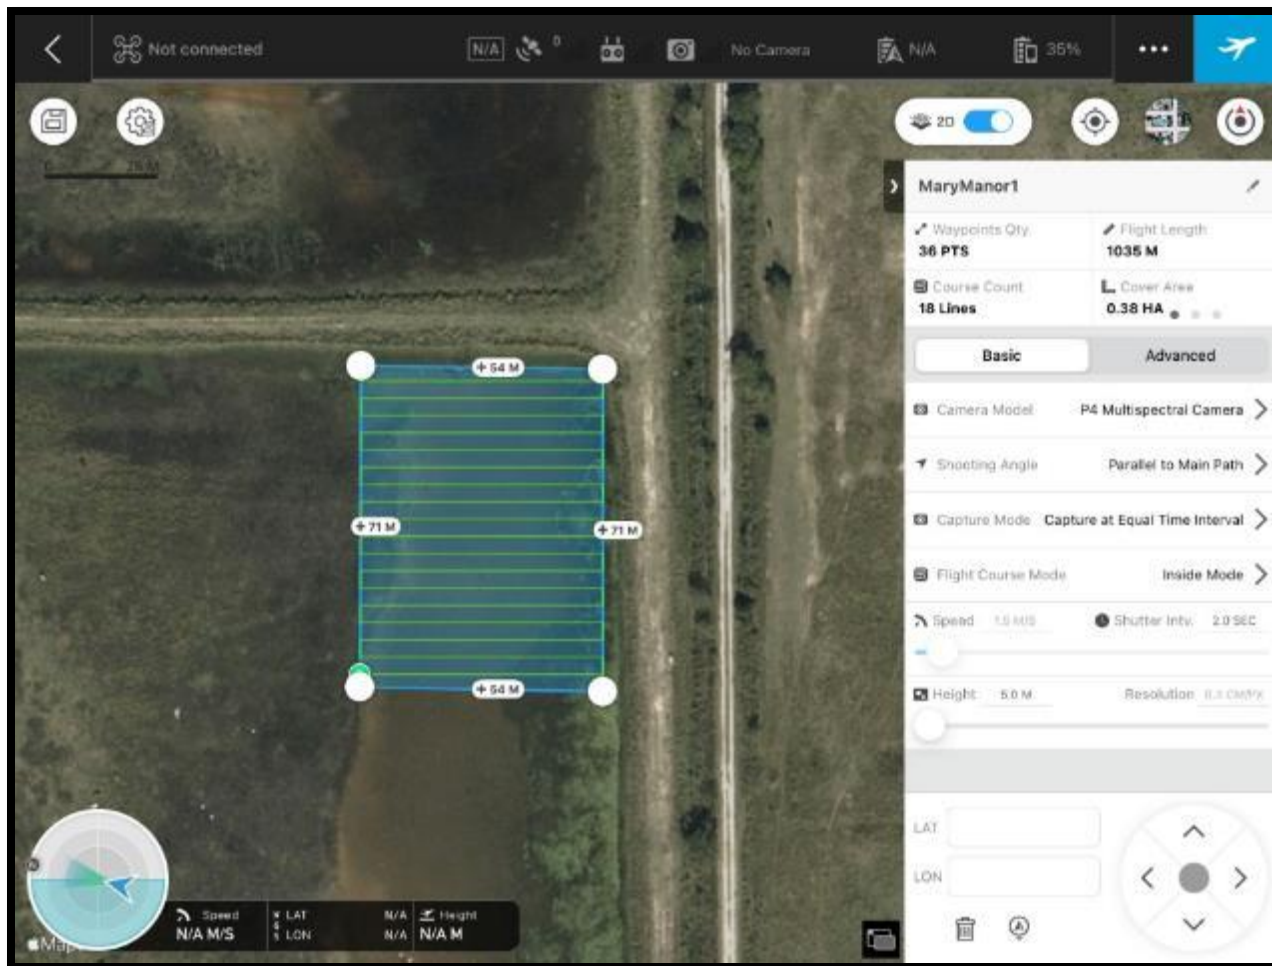 Not connected
N/A
0
No Camera
N/A
35%
2D
MaryManor1
Waypoints Qty.
36 PTS
Flight Length
1035 M
Course Count
18 Lines
Cover Area
0.38 HA
Basic
Advanced
+ 54 M
Camera Model
P4 Multispectral Camera
Shooting Angle
Parallel to Main Path
+ 71 M
+ 71 M
Capture Mode
Capture at Equal Time Interval
Flight Course Mode
Inside Mode
Speed
Shutter Intv.
2.0 SEC
+ 54 M
Height
5.0 M
Resolution
LAT
LON
Speed
N/A M/S
LAT
N/A
LON
N/A
Height
N/A M